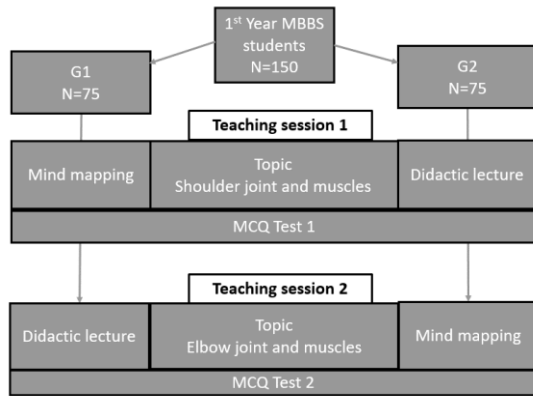 1st Year MBBS
students
N=150
G1
N=75
G2
N=75
Teaching session 1
Mind mapping
Topic
Shoulder joint and muscles
Didactic lecture
MCQ Test 1
Teaching session 2
Didactic lecture
Topic
Elbow joint and muscles
Mind mapping
MCQ Test 2